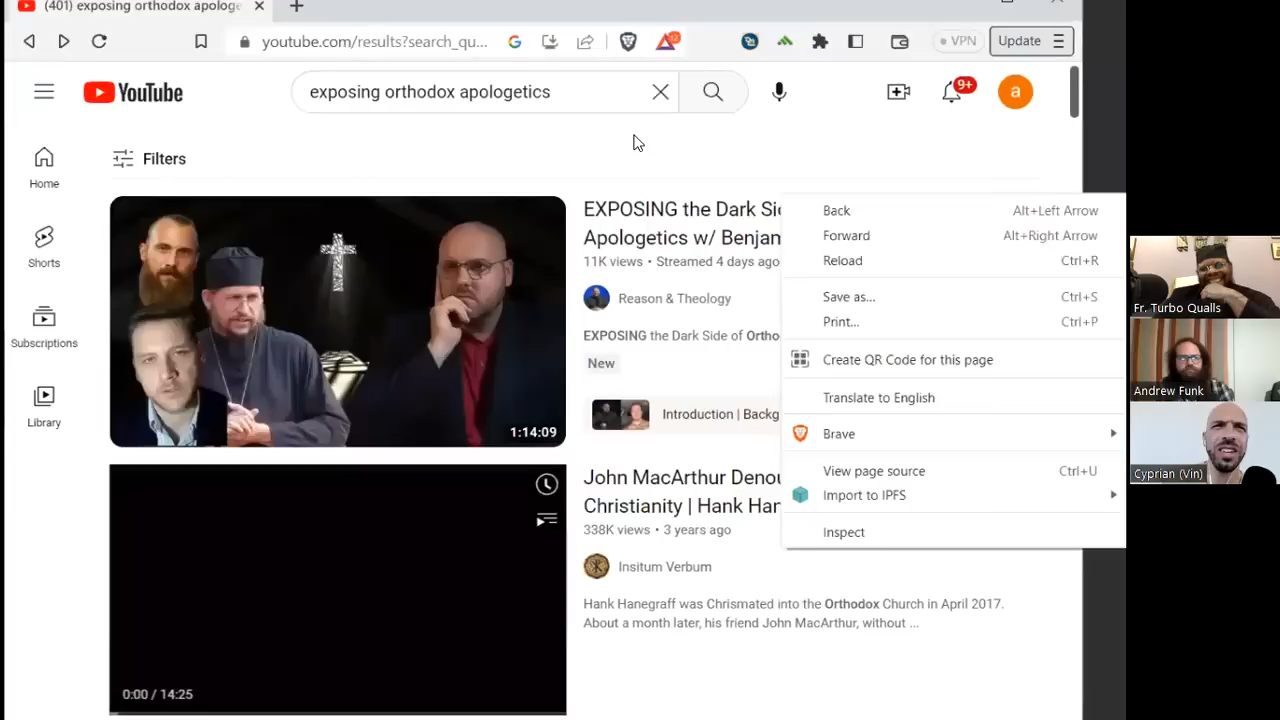 (401) exposing orthodox apologe
youtube.com/results?search_qu...
12
VPN
Update
YouTube
exposing orthodox apologetics
9+
a
Home
Shorts
Subscriptions
Library
Filters
1:14:09
EXPOSING the Dark Si
Apologetics w/ Benjam
11K views • Streamed 4 days ago
Reason & Theology
EXPOSING the Dark Side of Ortho
New
Introduction | Backg
0:00 / 14:25
John MacArthur Denou
Christianity | Hank Han
338K views • 3 years ago
Insitum Verbum
Hank Hanegraff was Chrismated into the Orthodox Church in April 2017.
About a month later, his friend John MacArthur, without ...
Back Alt+Left Arrow
Forward Alt+Right Arrow
Reload Ctrl+R
Save as... Ctrl+S
Print... Ctrl+P
Create QR Code for this page
Translate to English
Brave
View page source Ctrl+U
Import to IPFS
Inspect
Fr. Turbo Qualls
Andrew Funk
Cyprian (Vin)